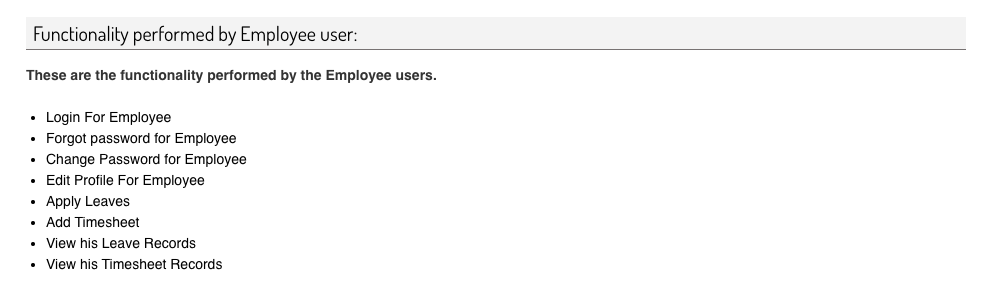 Functionality performed by Employee user:
These are the functionality performed by the Employee users.
• Login For Employee
• Forgot password for Employee
• Change Password for Employee
• Edit Profile For Employee
• Apply Leaves
• Add Timesheet
• View his Leave Records
• View his Timesheet Records